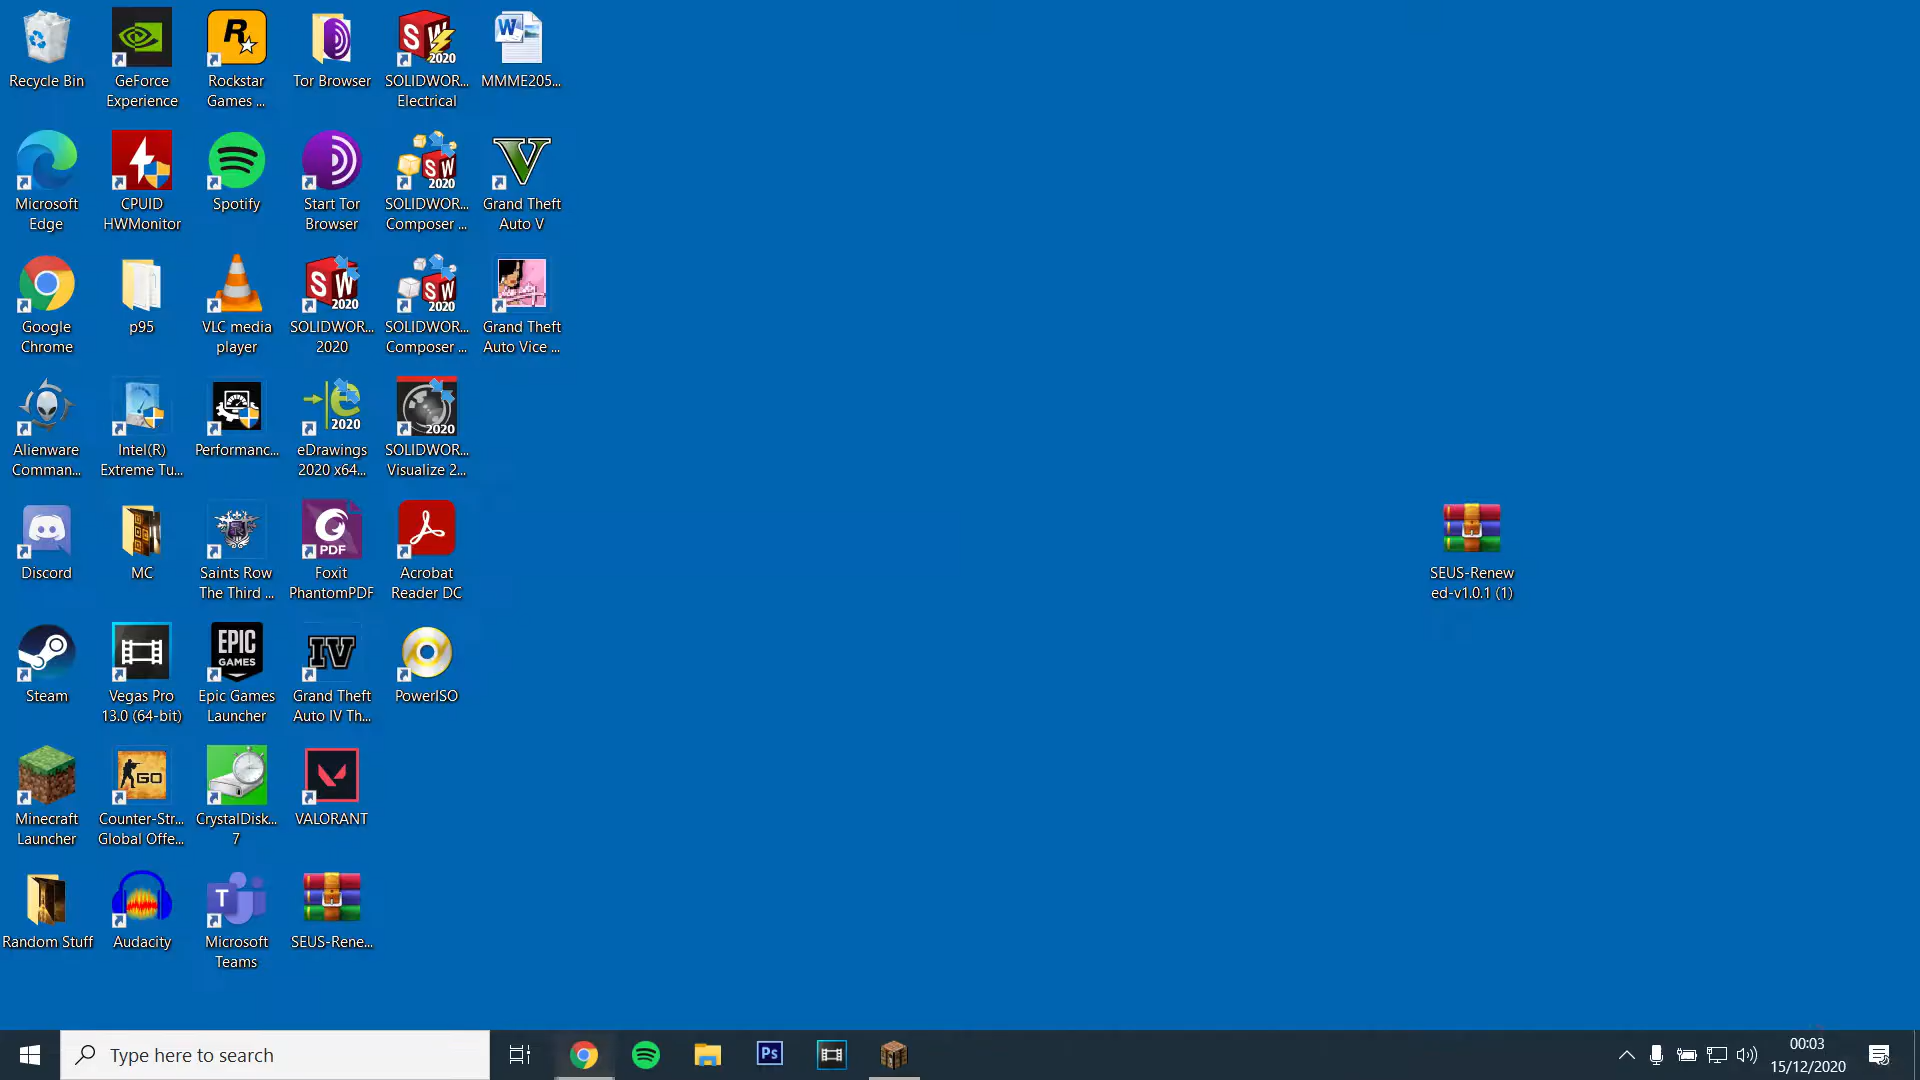 Recycle Bin
GeForce
Experience
Rockstar
Games ...
Tor Browser
SOLIDWOR...
Electrical
MMME205...
Microsoft
Edge
CPUID
HWMonitor
Spotify
Start Tor
Browser
SOLIDWOR...
Composer ...
Grand Theft
Auto V
Google
Chrome
p95
VLC media
player
SOLIDWOR...
2020
SOLIDWOR...
Composer ...
Grand Theft
Auto Vice ...
Alienware
Comman...
Intel(R)
Extreme Tu...
Performanc...
eDrawings
2020 x64...
SOLIDWOR...
Visualize 2...
Discord
MC
Saints Row
The Third ...
Foxit
PhantomPDF
Acrobat
Reader DC
SEUS-Renew
ed-v1.0.1 (1)
Steam
Vegas Pro
13.0 (64-bit)
Epic Games
Launcher
Grand Theft
Auto IV Th...
PowerISO
Minecraft
Launcher
Counter-Str...
Global Offe...
CrystalDisk...
7
VALORANT
Random Stuff
Audacity
Microsoft
Teams
SEUS-Rene...
Type here to search
Ps
00:03
15/12/2020